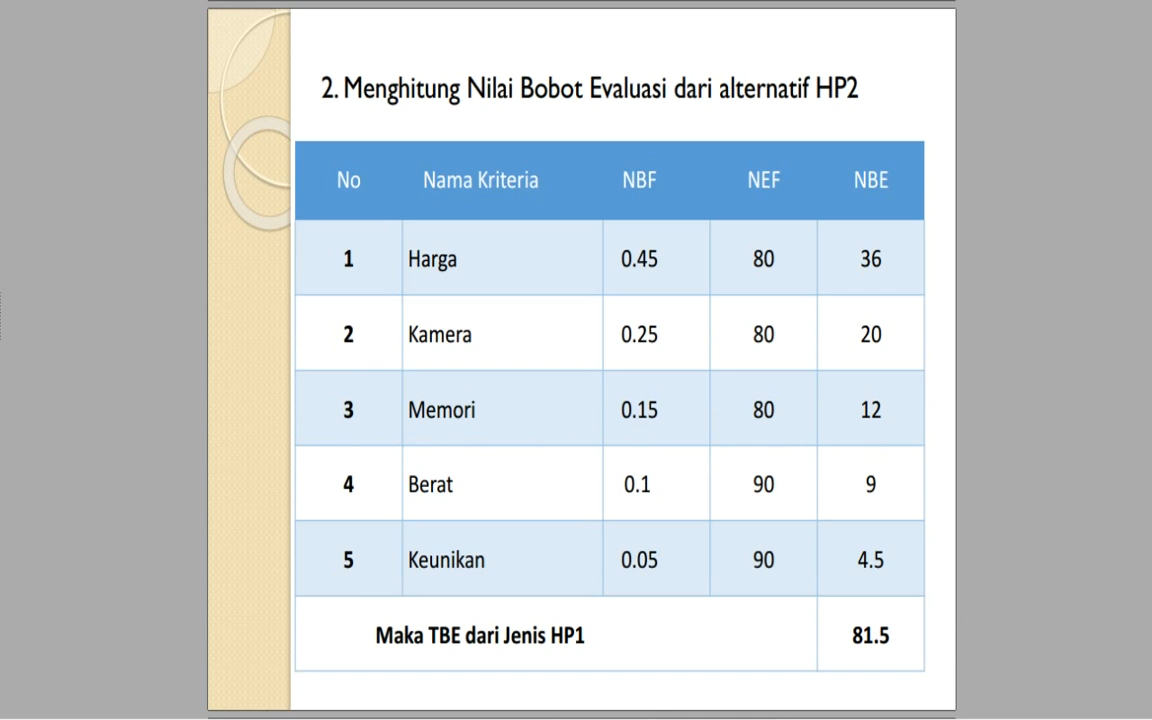 2. Menghitung Nilai Bobot Evaluasi dari alternatif HP2
No Nama Kriteria NBF NEF NBE
1 Harga 0.45 80 36
2 Kamera 0.25 80 20
3 Memori 0.15 80 12
4 Berat 0.1 90 9
5 Keunikan 0.05 90 4.5
Maka TBE dari Jenis HP1 81.5